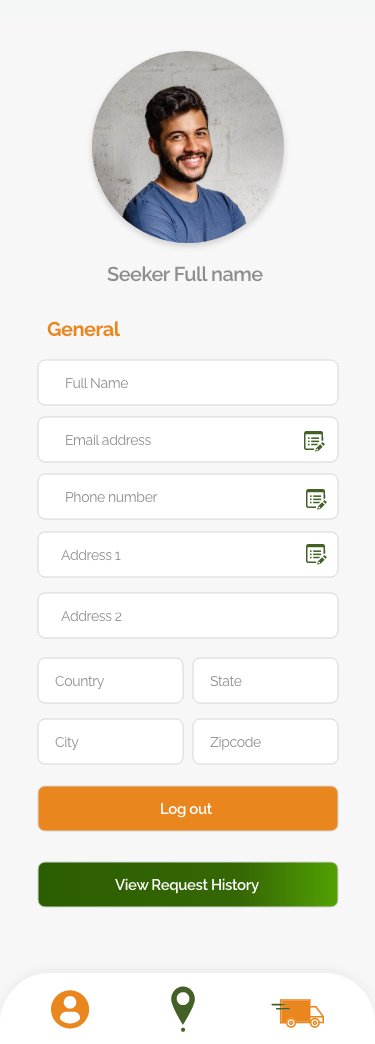 Seeker Full name
General
Full Name
Email address
Phone number
Address 1
Address 2
Country
State
City
Zipcode
Log out
View Request History